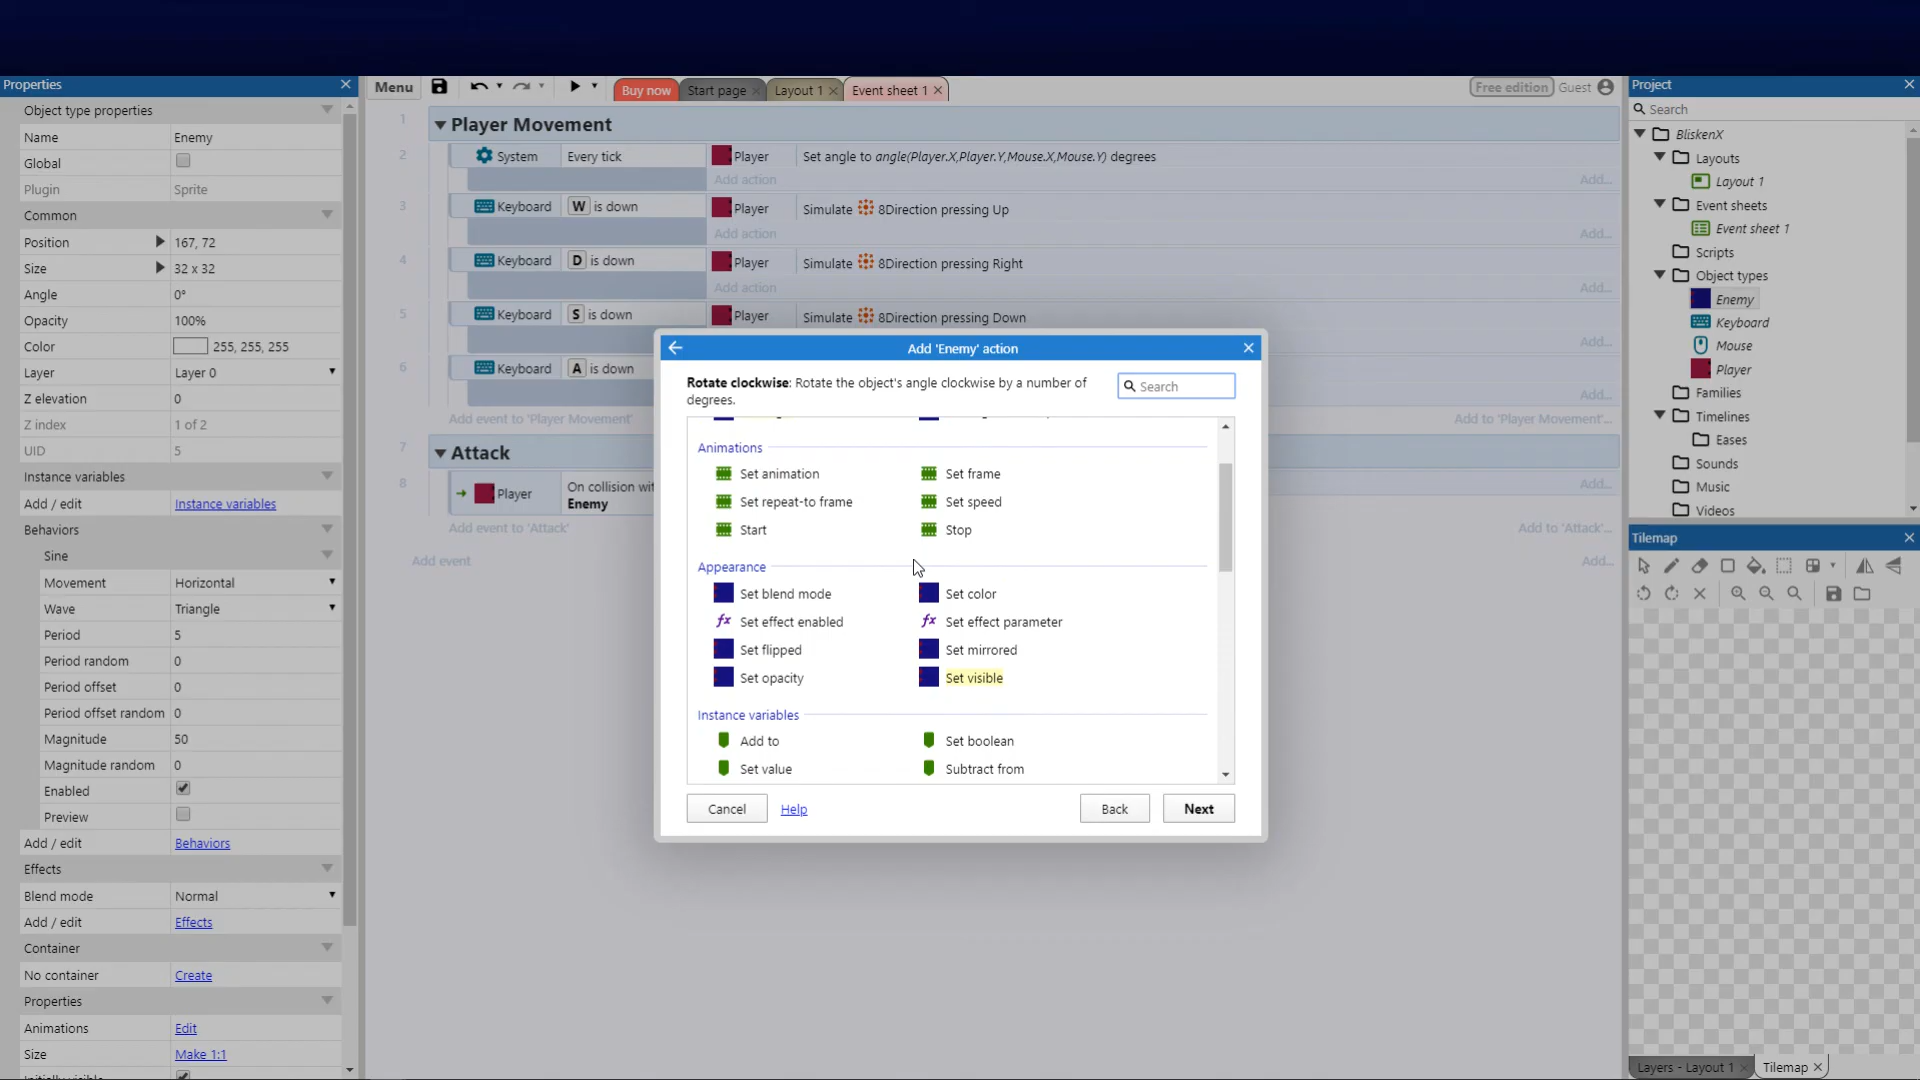 Properties
Object type properties
Name Enemy
Global
Plugin Sprite
Common
Position 167, 72
Size 32 x 32
Angle 0°
Opacity 100%
Color 255, 255, 255
Layer Layer 0
Z elevation 0
Z index 1 of 2
UID 5
Instance variables
Add / edit Instance variables
Behaviors
Sine
Movement Horizontal
Wave Triangle
Period 5
Period random 0
Period offset 0
Period offset random 0
Magnitude 50
Magnitude random 0
Enabled
Preview
Add / edit Behaviors
Effects
Blend mode Normal
Add / edit Effects
Container
No container Create
Properties
Animations Edit
Size Make 1:1
Initially visible
Menu Buy now Start page Layout 1 Event sheet 1 Free edition Guest
1 Player Movement
2 System Every tick Player Set angle to angle(Player.X,Player.Y,Mouse.X,Mouse.Y) degrees
Add action Add...
3 Keyboard W is down Player Simulate 8Direction pressing Up
Add action Add...
4 Keyboard D is down Player Simulate 8Direction pressing Right
Add action Add...
5 Keyboard S is down Player Simulate 8Direction pressing Down
Add...
6 Keyboard A is down
Add...
Add event to 'Player Movement' Add to 'Player Movement'...
7 Attack
8 Player On collision wit
Enemy
Add...
Add event to 'Attack' Add to 'Attack'...
Add event Add...
Add 'Enemy' action
Rotate clockwise: Rotate the object's angle clockwise by a number of
degrees.
Search
Animations
Set animation Set frame
Set repeat-to frame Set speed
Start Stop
Appearance
Set blend mode Set color
fx Set effect enabled fx Set effect parameter
Set flipped Set mirrored
Set opacity Set visible
Instance variables
Add to Set boolean
Set value Subtract from
Cancel Help Back Next
Project
Search
BliskenX
Layouts
Layout 1
Event sheets
Event sheet 1
Scripts
Object types
Enemy
Keyboard
Mouse
Player
Families
Timelines
Eases
Sounds
Music
Videos
Tilemap
Layers - Layout 1 Tilemap